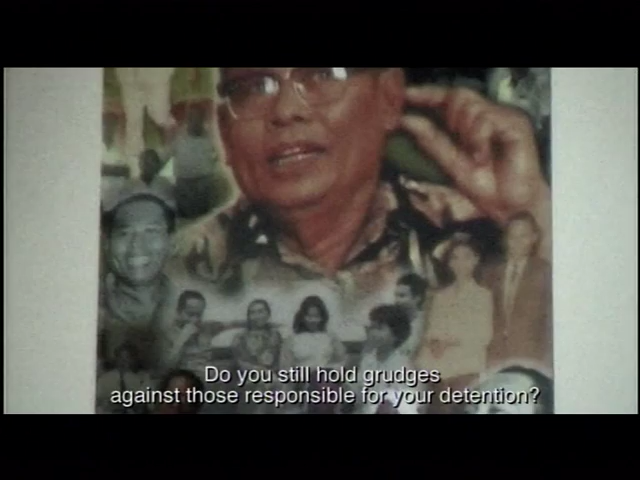 Do you still hold grudges
against those responsible for your detention?